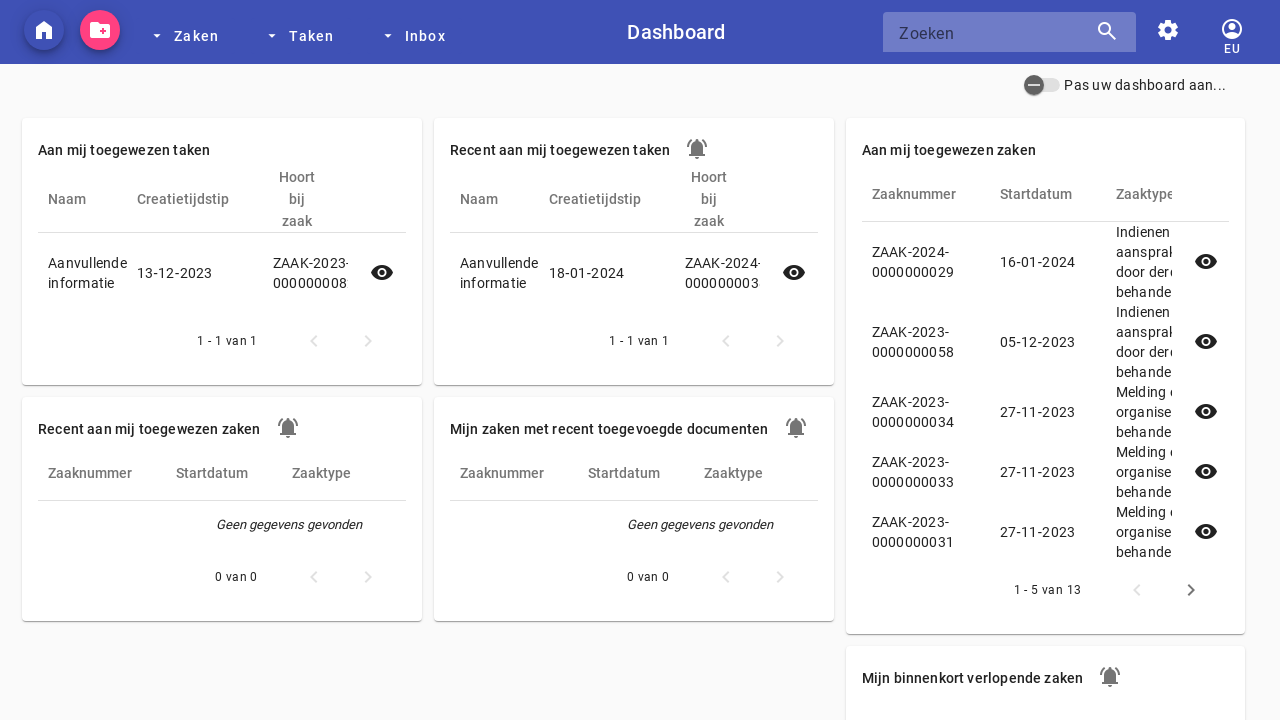 Zaken
Taken
Inbox
Dashboard
Zoeken
EU
Pas uw dashboard aan...
Aan mij toegewezen taken
Naam
Creatietijdstip
Hoort
bij
zaak
Aanvullende
informatie
13-12-2023
ZAAK-2023-
000000008
1 - 1 van 1
Recent aan mij toegewezen taken
Naam
Creatietijdstip
Hoort
bij
zaak
Aanvullende
informatie
18-01-2024
ZAAK-2024-
000000003
1 - 1 van 1
Aan mij toegewezen zaken
Zaaknummer
Startdatum
Zaaktype
ZAAK-2024-
0000000029
16-01-2024
Indienen
aansprak
door derd
behande
ZAAK-2023-
0000000058
05-12-2023
Indienen
aansprak
door derd
behande
ZAAK-2023-
0000000034
27-11-2023
Melding
organise
behande
ZAAK-2023-
0000000033
27-11-2023
Melding
organise
behande
ZAAK-2023-
0000000031
27-11-2023
Melding
organise
behande
1 - 5 van 13
Recent aan mij toegewezen zaken
Zaaknummer
Startdatum
Zaaktype
Geen gegevens gevonden
0 van 0
Mijn zaken met recent toegevoegde documenten
Zaaknummer
Startdatum
Zaaktype
Geen gegevens gevonden
0 van 0
Mijn binnenkort verlopende zaken